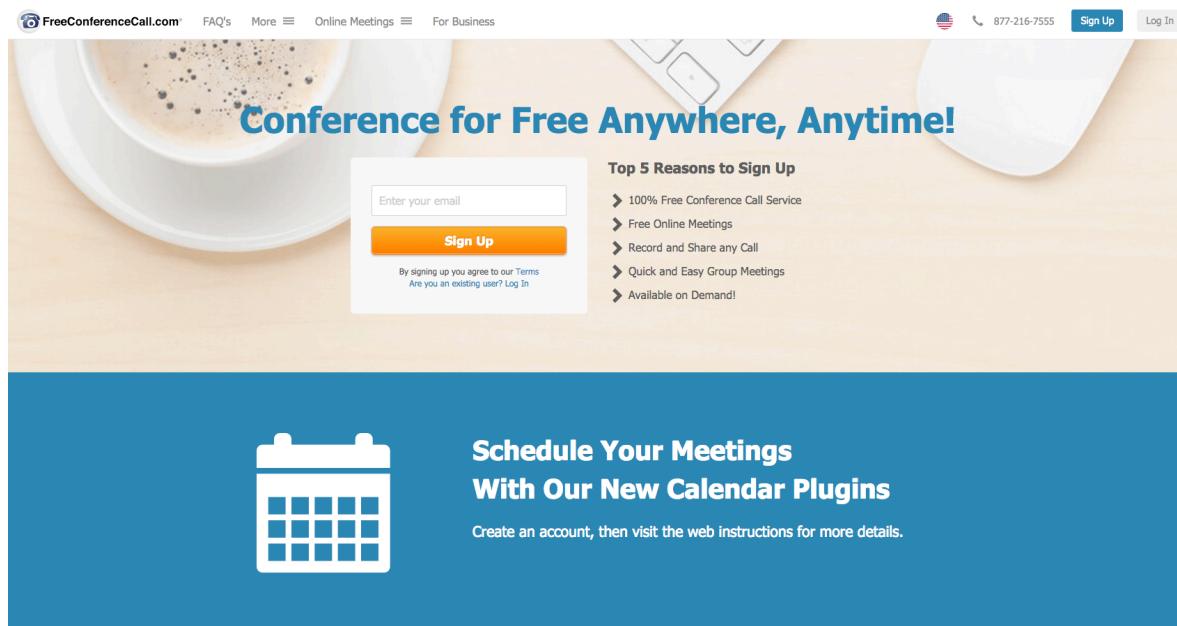 FreeConferenceCall.com
FAQ's
More
Online Meetings
For Business
877-216-7555
Sign Up
Log In
Conference for Free Anywhere, Anytime!
Enter your email
Sign Up
By signing up you agree to our Terms
Are you an existing user? Log In
Top 5 Reasons to Sign Up
100% Free Conference Call Service
Free Online Meetings
Record and Share any Call
Quick and Easy Group Meetings
Available on Demand!
Schedule Your Meetings
With Our New Calendar Plugins
Create an account, then visit the web instructions for more details.